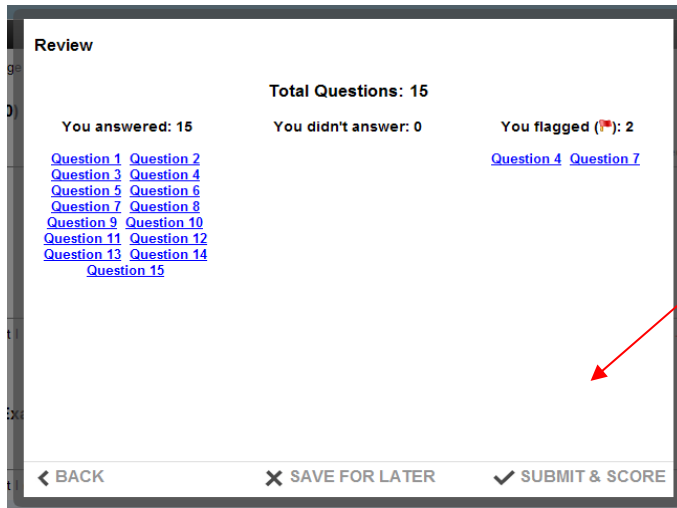 Review
Total Questions: 15
You answered: 15
You didn't answer: 0
You flagged (): 2
Question 1 Question 2
Question 3 Question 4
Question 5 Question 6
Question 7 Question 8
Question 9 Question 10
Question 11 Question 12
Question 13 Question 14
Question 15
Question 4 Question 7
BACK
SAVE FOR LATER
SUBMIT & SCORE